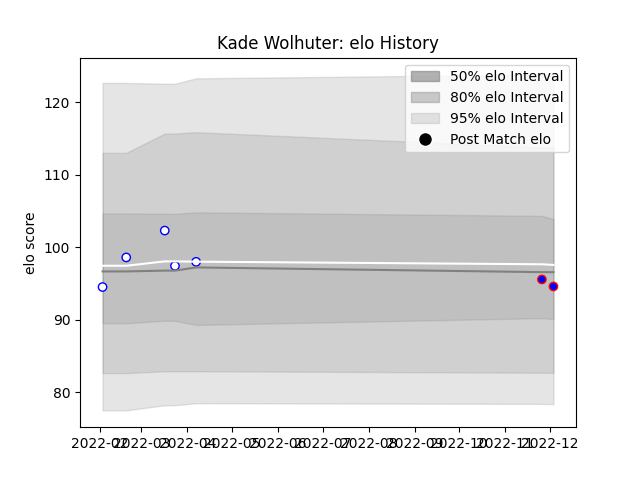 Kade Wolhuter: elo History
50% elo Interval
80% elo Interval
95% elo Interval
Post Match elo
elo score
120
110
100
90
80
2022-02 2022-03 2022-04 2022-05 2022-06 2022-07 2022-08 2022-09 2022-10 2022-11 2022-12